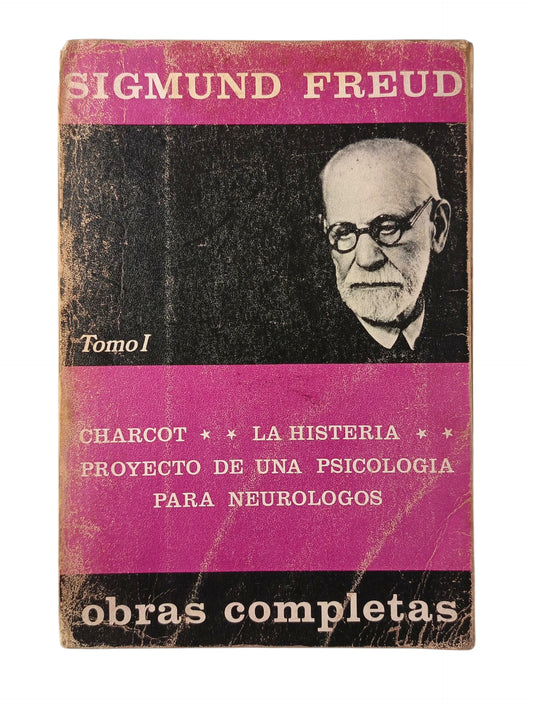 SIGMUND FREUD
Tomo I
CHARCOT ★ ★ LA HISTERIA ★ ★
PROYECTO DE UNA PSICOLOGIA
PARA NEUROLOGOS
obras completas